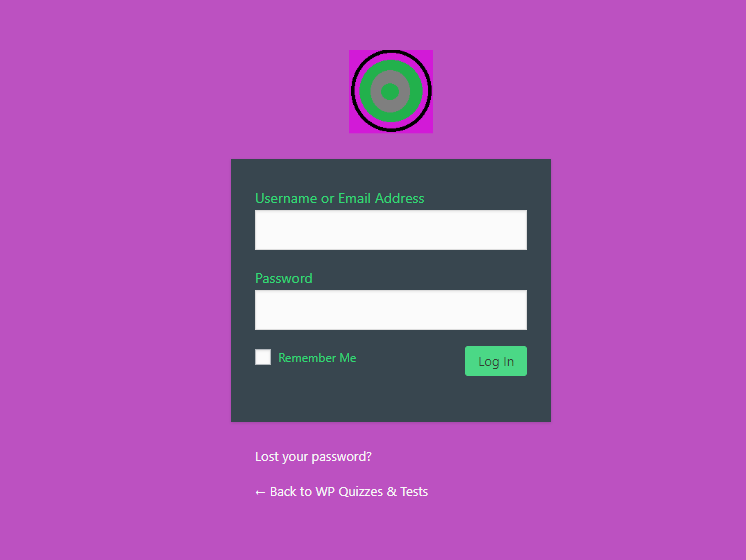 Username or Email Address
Password
Remember Me
Log In
Lost your password?
← Back to WP Quizzes & Tests